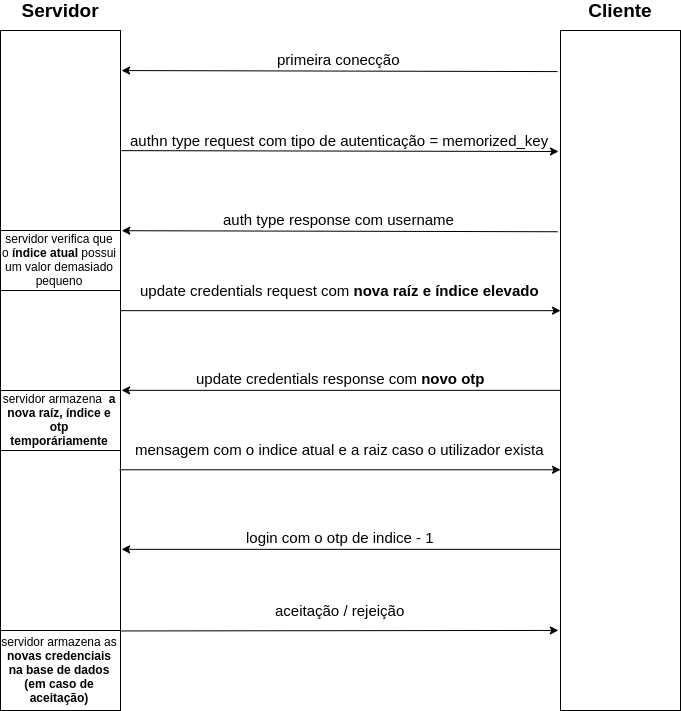 Servidor
Cliente
primeira conecção
authn type request com tipo de autenticação = memorized_key
auth type response com username
servidor verifica que
o índice atual possui
um valor demasiado
pequeno
update credentials request com nova raíz e índice elevado
update credentials response com novo otp
servidor armazena a
nova raíz, índice e
otp
temporáriamente
mensagem com o indice atual e a raiz caso o utilizador exista
login com o otp de indice - 1
aceitação / rejeição
servidor armazena as
novas credenciais
na base de dados
(em caso de
aceitação)